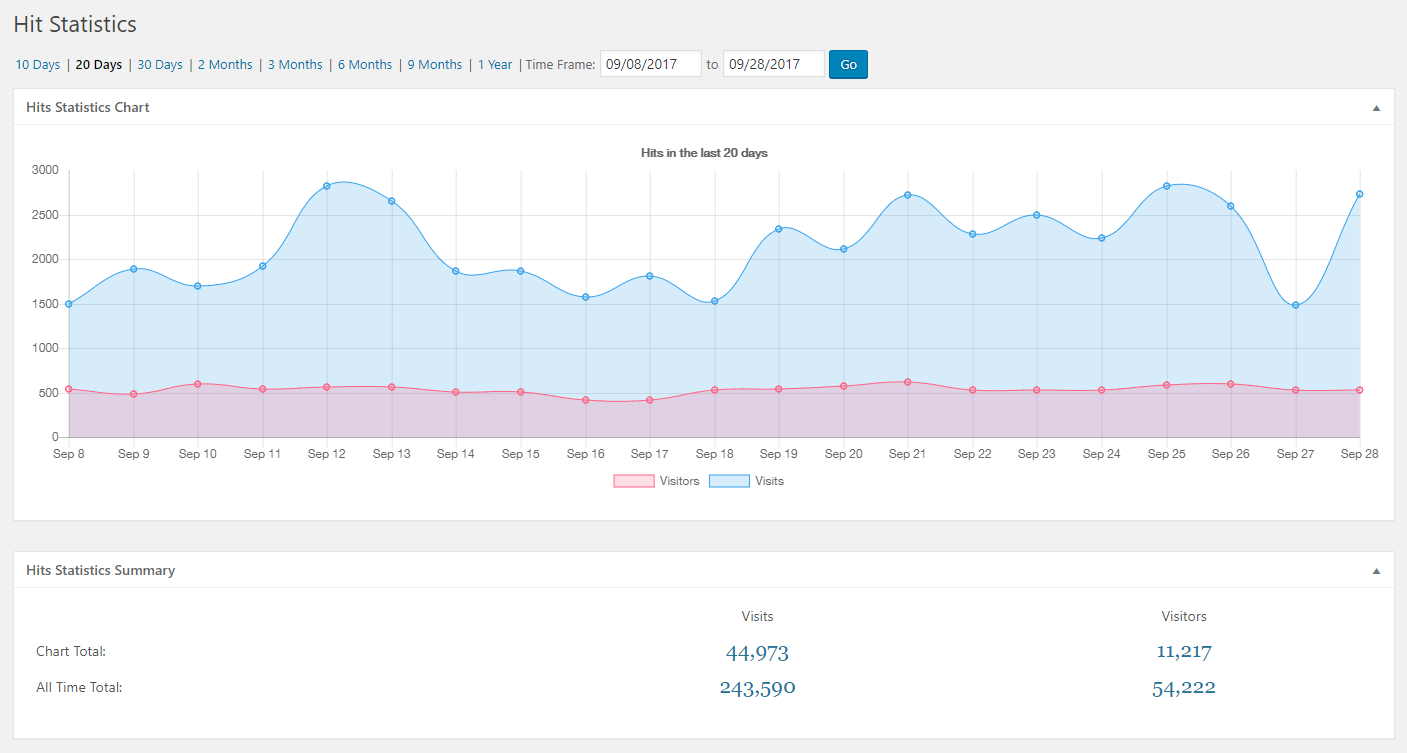 Hit Statistics
10 Days | 20 Days | 30 Days | 2 Months | 3 Months | 6 Months | 9 Months | 1 Year | Time Frame: 09/08/2017 to 09/28/2017 Go
Hits Statistics Chart
Hits in the last 20 days
3000
2500
2000
1500
1000
500
0
Sep 8 Sep 9 Sep 10 Sep 11 Sep 12 Sep 13 Sep 14 Sep 15 Sep 16 Sep 17 Sep 18 Sep 19 Sep 20 Sep 21 Sep 22 Sep 23 Sep 24 Sep 25 Sep 26 Sep 27 Sep 28
Visitors Visits
Hits Statistics Summary
Visits Visitors
Chart Total: 44,973 11,217
All Time Total: 243,590 54,222